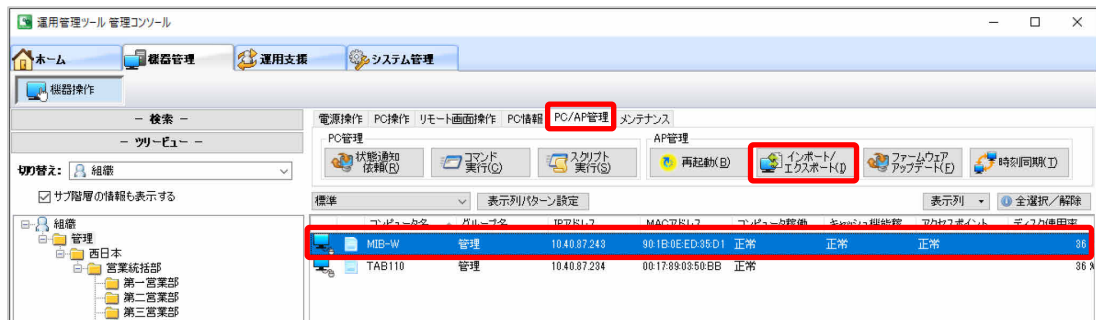 運用管理ツール 管理コンソール
ホーム 機器管理 運用支援 システム管理
機器操作
－ 検索 －
－ ツリービュー －
切り替え： 組織
サブ階層の情報も表示する
組織
管理
西日本
営業統括部
第一営業部
第二営業部
第三営業部
電源操作 PC操作 リモート画面操作 PC情報 PC/AP管理 メンテナンス
PC管理 AP管理
状態通知依頼(R) コマンド実行(C) スクリプト実行(S) 再起動(B) インポート/エクスポート(I) ファームウェアアップデート(F) 時刻同期(T)
標準 表示列パターン設定 表示列 全選択/解除
コンピュータ名 グループ名 IPアドレス MACアドレス コンピュータ稼働 キャッシュ機能稼 アクセスポイント ディスク使用率
MIB-W 管理 10.40.87.243 90:1B:0E:ED:35:D1 正常 正常 正常 36
TAB110 管理 10.40.87.234 00:17:89:03:50:BB 正常 36 %